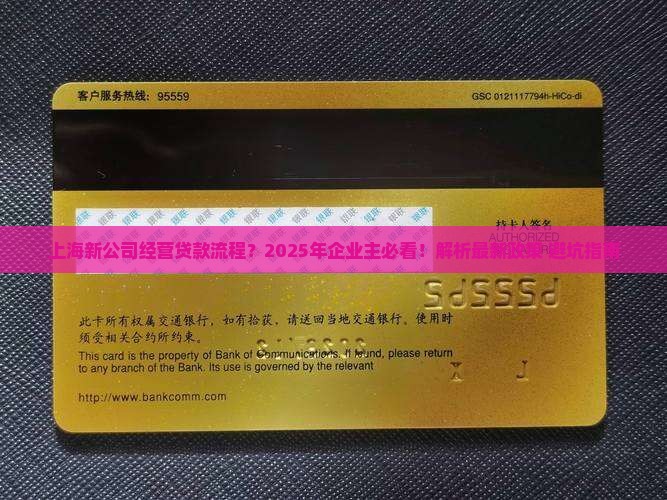 客户服务热线：95559
GSC 0121117794h-HiCo-di
银联 银联 银联 银联 银联 银联 银联
持卡人签名
AUTHORIZED
上海新公司经营贷款流程？2025年企业主必看！解析最新政策 避坑指南
此卡所有权属交通银行，如有拾获，请送回当地交通银行。使用时
须受相关合约所约束。
This card is the property of Bank of Communications. If found, please return
to any branch of the Bank. Its use is governed by the relevant
http://www.bankcomm.com